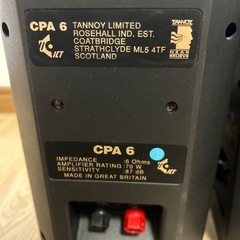 CPA 6
TANNOY LIMITED
ROSEHALL IND. EST.
COATBRIDGE
STRATHCLYDE ML5 4TF
SCOTLAND
TANNOY
CPA 6
IMPEDANCE :6 Ohms
AMPLIFIER RATING :70 W
SENSITIVITY :87 dB
MADE IN GREAT BRITAIN